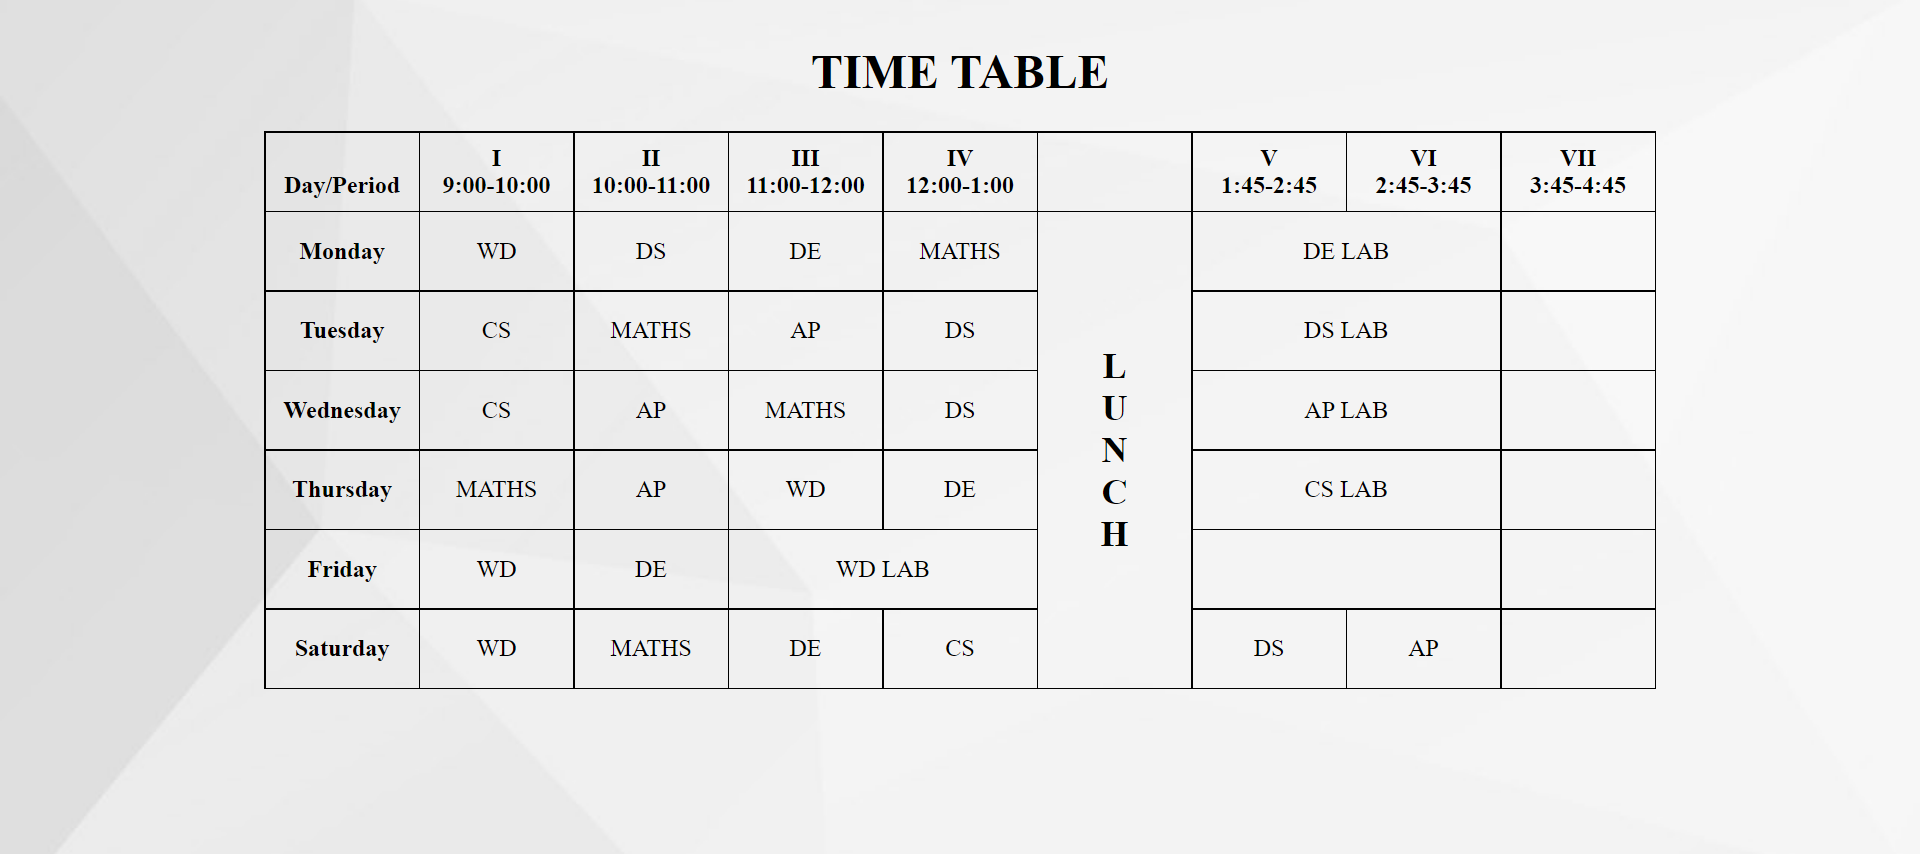 TIME TABLE
Day/Period
I
9:00-10:00
II
10:00-11:00
III
11:00-12:00
IV
12:00-1:00
V
1:45-2:45
VI
2:45-3:45
VII
3:45-4:45
Monday
WD
DS
DE
MATHS
L
U
N
C
H
DE LAB
Tuesday
CS
MATHS
AP
DS
DS LAB
Wednesday
CS
AP
MATHS
DS
AP LAB
Thursday
MATHS
AP
WD
DE
CS LAB
Friday
WD
DE
WD LAB
Saturday
WD
MATHS
DE
CS
DS
AP